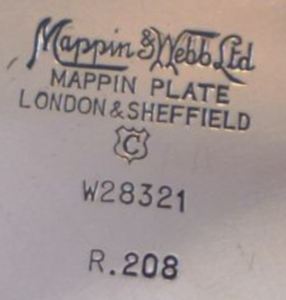 Mappin & Webb Ltd
MAPPIN PLATE
LONDON & SHEFFIELD
C
W28321
R.208